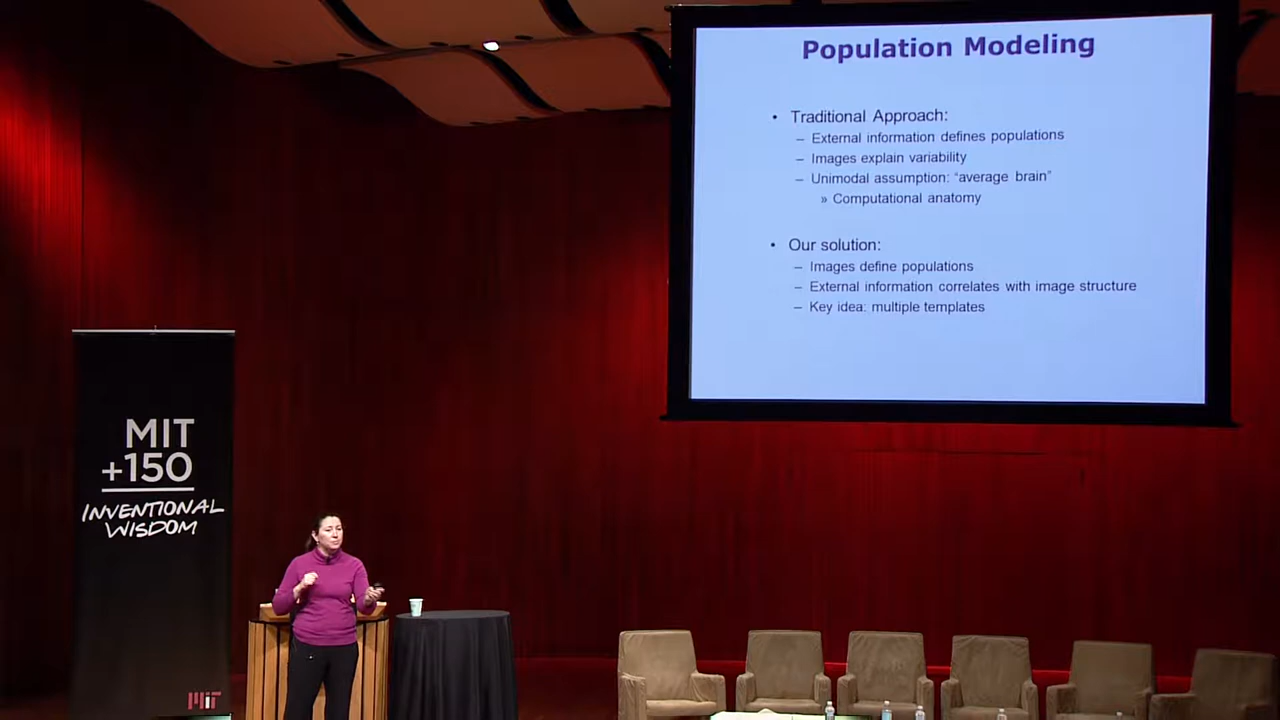 Population Modeling
• Traditional Approach:
– External information defines populations
– Images explain variability
– Unimodal assumption: “average brain”
» Computational anatomy
• Our solution:
– Images define populations
– External information correlates with image structure
– Key idea: multiple templates
MIT
+150
INVENTIONAL
WISDOM
MIT